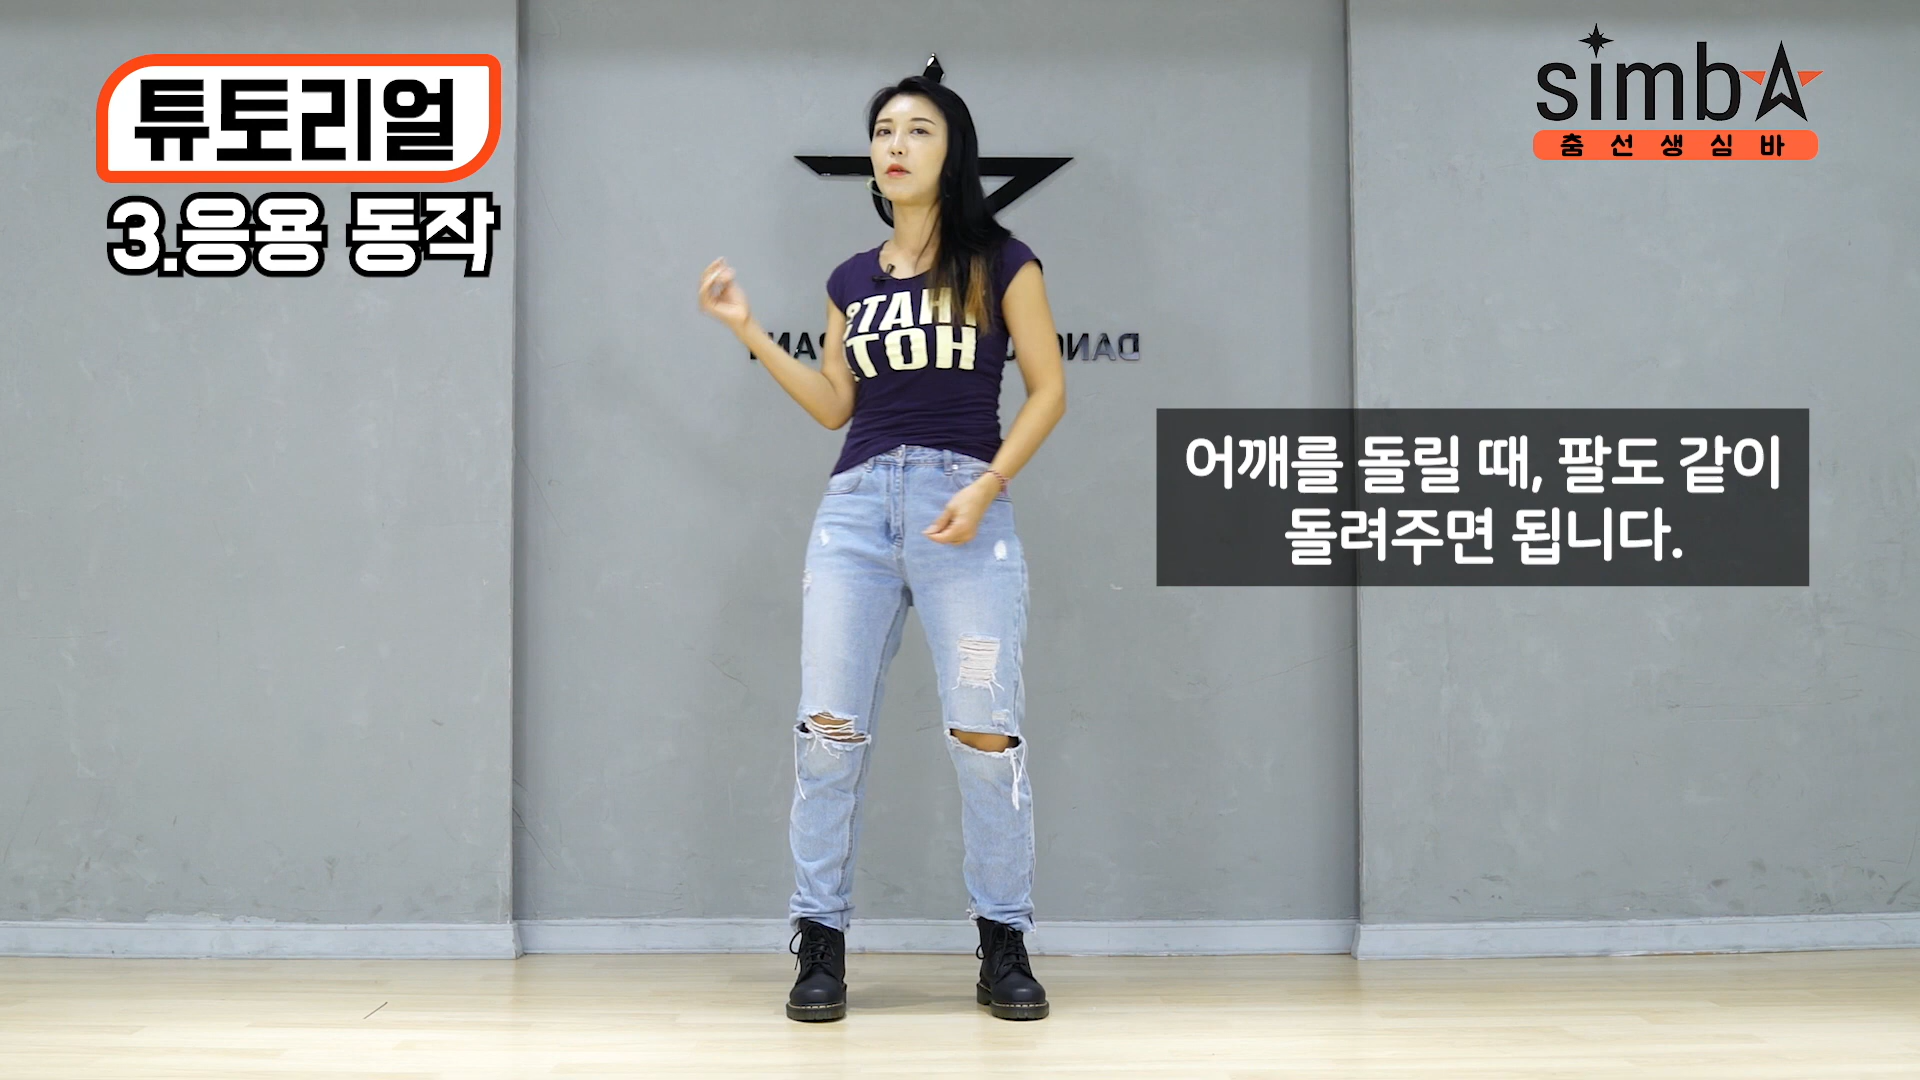 튜토리얼
3.응용 동작
simbA
춤선생심바
THAT'S
HOT
어깨를 돌릴 때, 팔도 같이
돌려주면 됩니다.